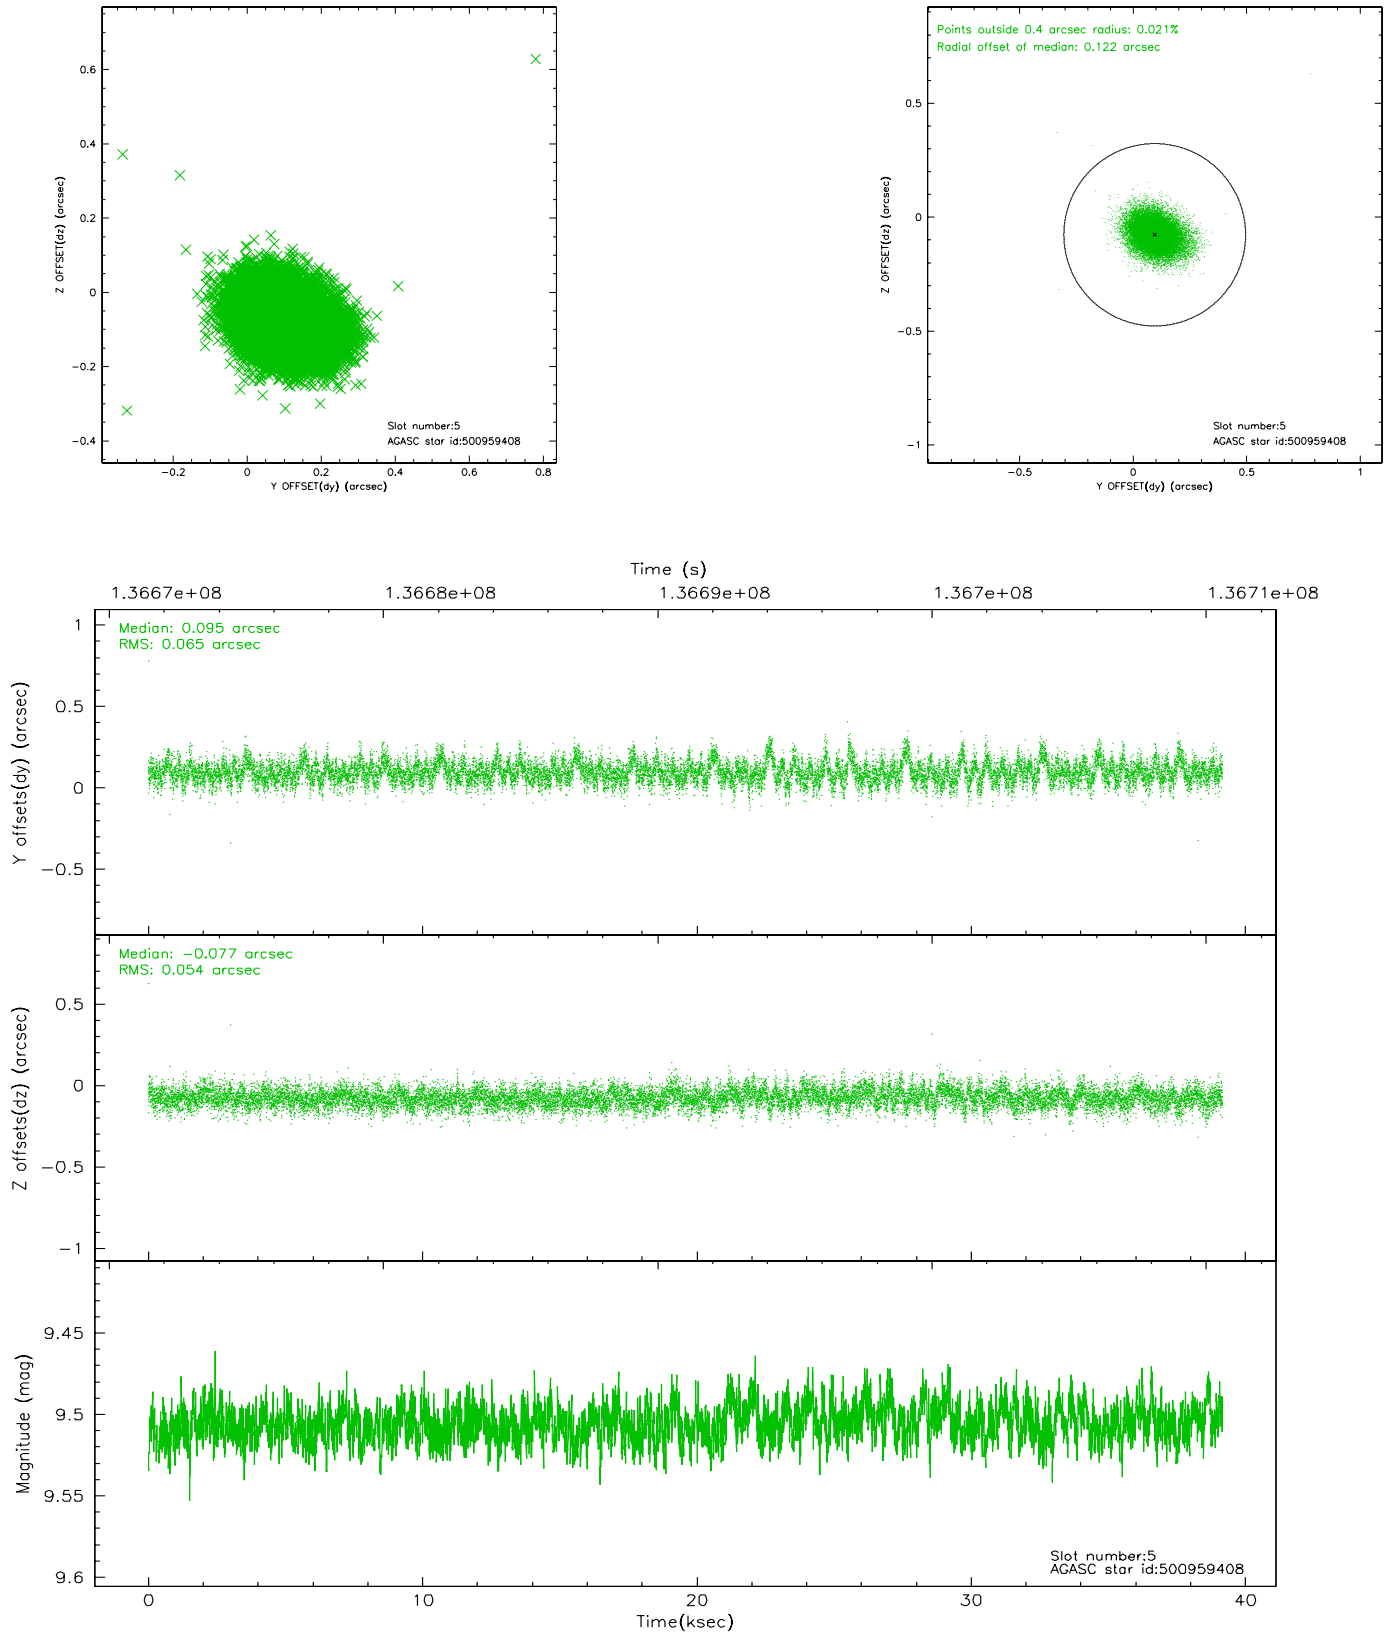 0.6
0.4
0.2
0
−0.2
−0.4
Z OFFSET(dz) (arcsec)
Slot number:5
AGASC star id:500959408
−0.2 0 0.2 0.4 0.6 0.8
Y OFFSET(dy) (arcsec)
Points outside 0.4 arcsec radius: 0.021%
Radial offset of median: 0.122 arcsec
0.5
0
−0.5
−1
Z OFFSET(dz) (arcsec)
Slot number:5
AGASC star id:500959408
−0.5 0 0.5 1
Y OFFSET(dy) (arcsec)
Time (s)
1.3667e+08 1.3668e+08 1.3669e+08 1.367e+08 1.3671e+08
Median: 0.095 arcsec
RMS: 0.065 arcsec
1
0.5
0
−0.5
Y offsets(dy) (arcsec)
Median: −0.077 arcsec
RMS: 0.054 arcsec
0.5
0
−0.5
−1
Z offsets(dz) (arcsec)
9.45
9.5
9.55
9.6
Magnitude (mag)
Slot number:5
AGASC star id:500959408
0 10 20 30 40
Time(ksec)